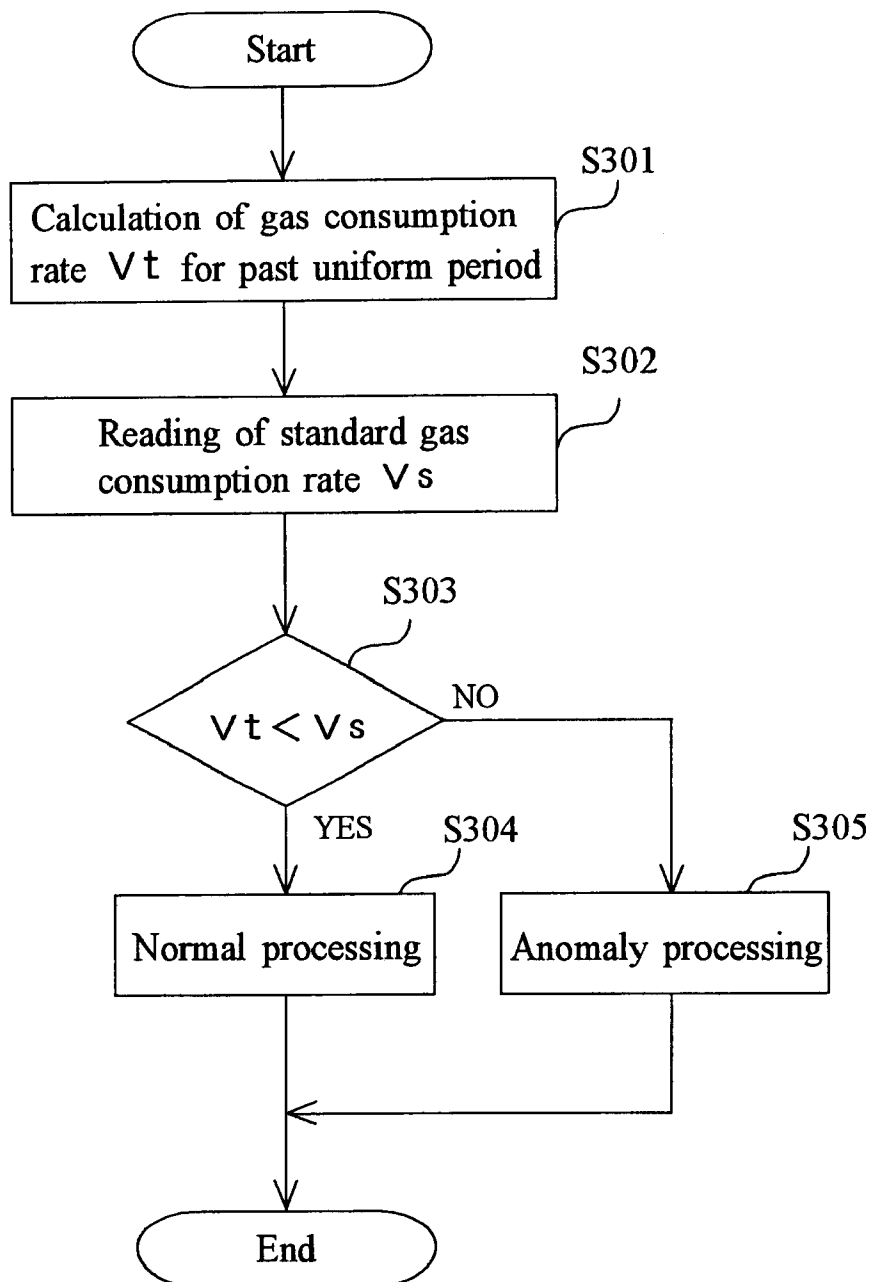 Start
S301
Calculation of gas consumption
rate Vt for past uniform period
S302
Reading of standard gas
consumption rate Vs
S303
Vt < Vs
NO
YES
S304
S305
Normal processing
Anomaly processing
End